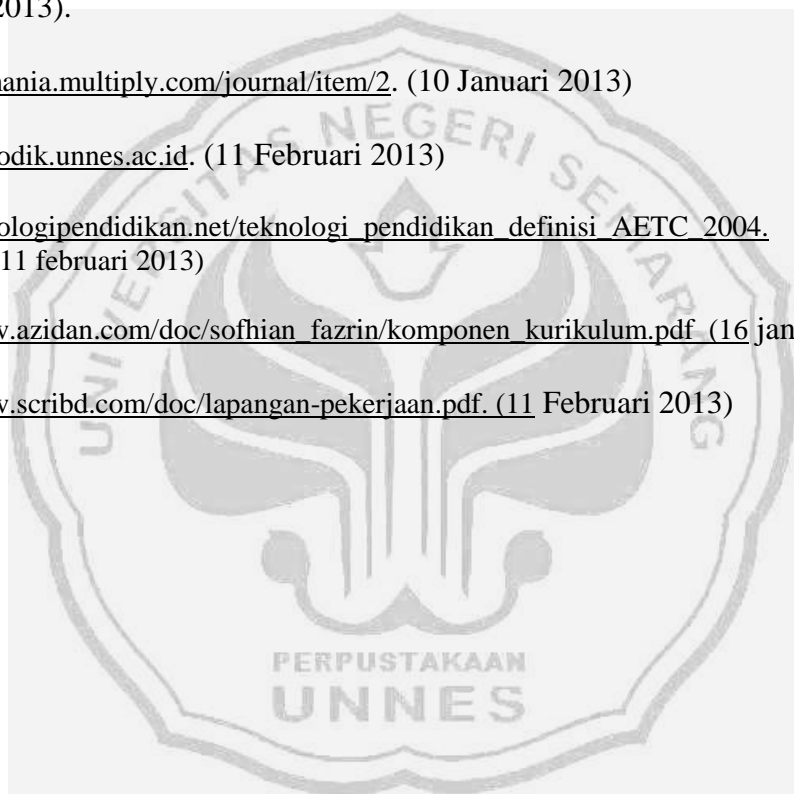 2013).
ania.multiply.com/journal/item/2. (10 Januari 2013)
odik.unnes.ac.id. (11 Februari 2013)
ologipendidikan.net/teknologi_pendidikan_definisi_AETC_2004.
11 februari 2013)
.azidan.com/doc/sofhian_fazrin/komponen_kurikulum.pdf (16 jan
.scribd.com/doc/lapangan-pekerjaan.pdf. (11 Februari 2013)
UNIVERSITAS NEGERI SEMARANG
PERPUSTAKAAN
UNNES